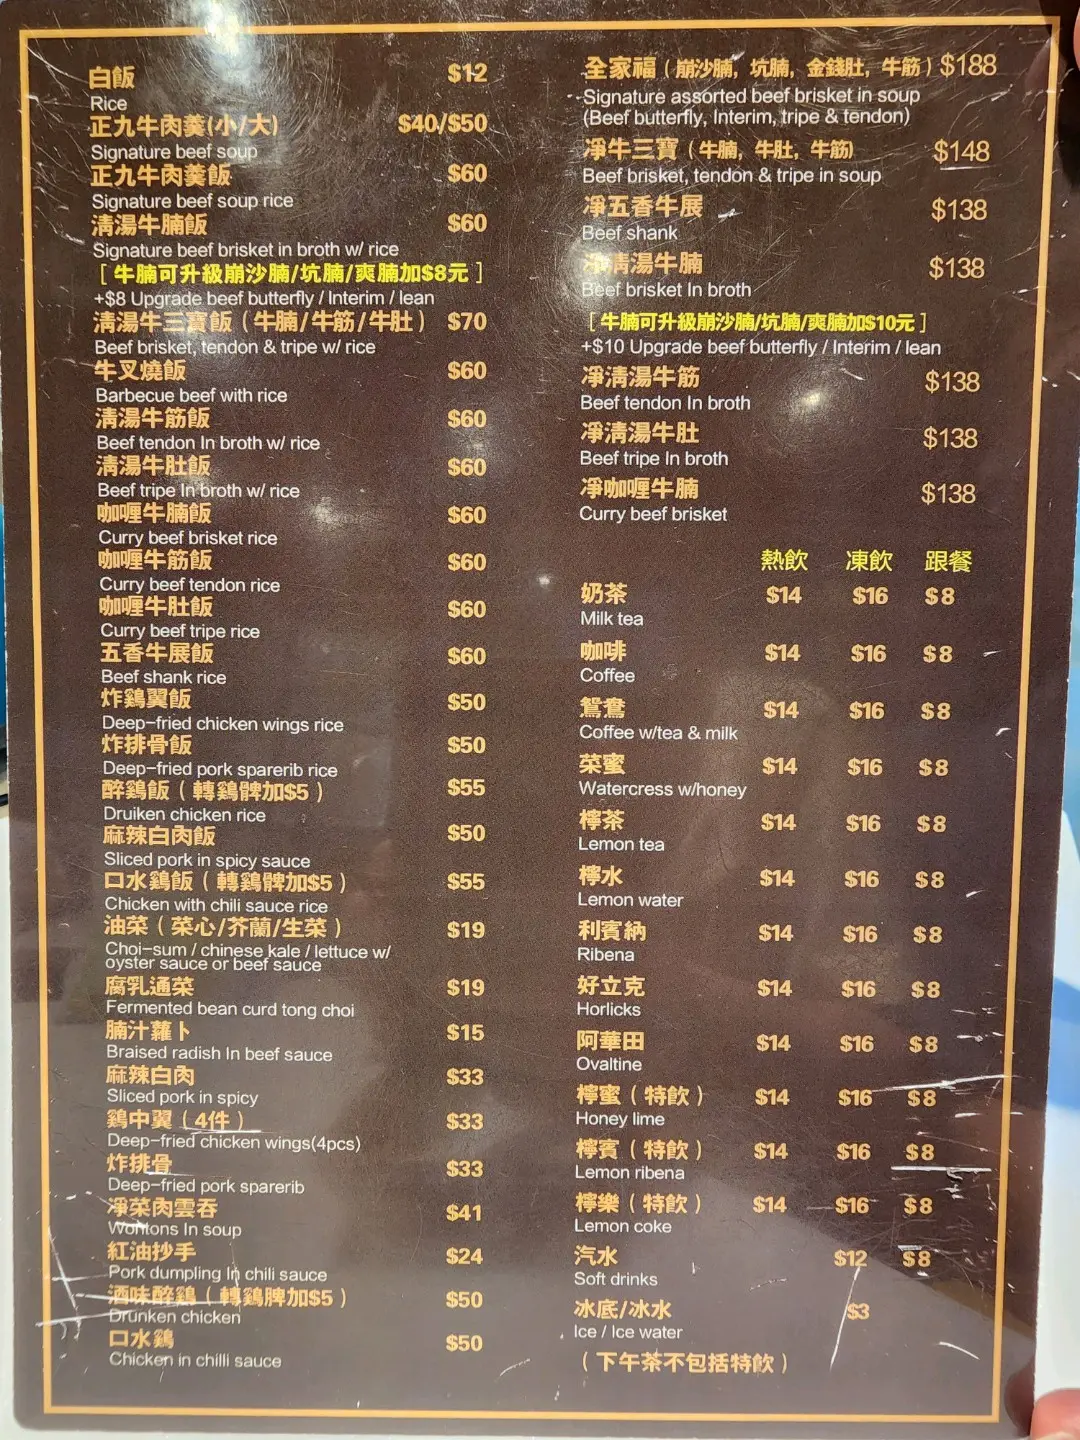 白飯 $12
Rice
正九牛肉羹(小/大) $40/$50
Signature beef soup
正九牛肉羹飯 $60
Signature beef soup rice
清湯牛腩飯 $60
Signature beef brisket in broth w/ rice
[ 牛腩可升級崩沙腩/坑腩/爽腩加$8元 ]
+$8 Upgrade beef butterfly / Interim / lean
清湯牛三寶飯 ( 牛腩/牛筋/牛肚 ) $70
Beef brisket, tendon & tripe w/ rice
牛叉燒飯 $60
Barbecue beef with rice
清湯牛筋飯 $60
Beef tendon In broth w/ rice
清湯牛肚飯 $60
Beef tripe In broth w/ rice
咖喱牛腩飯 $60
Curry beef brisket rice
咖喱牛筋飯 $60
Curry beef tendon rice
咖喱牛肚飯 $60
Curry beef tripe rice
五香牛展飯 $60
Beef shank rice
炸鷄翼飯 $50
Deep-fried chicken wings rice
炸排骨飯 $50
Deep-fried pork sparerib rice
醉鷄飯 ( 轉鷄髀加$5 ) $55
Druiken chicken rice
麻辣白肉飯 $50
Sliced pork in spicy sauce
口水鷄飯 ( 轉鷄髀加$5 ) $55
Chicken with chili sauce rice
油菜 ( 菜心/芥蘭/生菜 ) $19
Choi-sum / chinese kale / lettuce w/
oyster sauce or beef sauce
腐乳通菜 $19
Fermented bean curd tong choi
腩汁蘿卜 $15
Braised radish In beef sauce
麻辣白肉 $33
Sliced pork in spicy
鷄中翼 ( 4件 ) $33
Deep-fried chicken wings(4pcs)
炸排骨 $33
Deep-fried pork sparerib
凈菜肉雲吞 $41
Wontons In soup
紅油抄手 $24
Pork dumpling In chili sauce
酒味醉鷄 ( 轉鷄脾加$5 ) $50
Drunken chicken
口水鷄 $50
Chicken in chilli sauce
全家福 ( 崩沙腩, 坑腩, 金錢肚, 牛筋 ) $188
Signature assorted beef brisket in soup
(Beef butterfly, Interim, tripe & tendon)
凈牛三寶 ( 牛腩, 牛肚, 牛筋) $148
Beef brisket, tendon & tripe in soup
凈五香牛展 $138
Beef shank
凈清湯牛腩 $138
Beef brisket In broth
[ 牛腩可升級崩沙腩/坑腩/爽腩加$10元 ]
+$10 Upgrade beef butterfly / Interim / lean
凈清湯牛筋 $138
Beef tendon In broth
凈清湯牛肚 $138
Beef tripe In broth
凈咖喱牛腩 $138
Curry beef brisket
熱飲 凍飲 跟餐
奶茶 $14 $16 $8
Milk tea
咖啡 $14 $16 $8
Coffee
鴛鴦 $14 $16 $8
Coffee w/tea & milk
菜蜜 $14 $16 $8
Watercress w/honey
檸茶 $14 $16 $8
Lemon tea
檸水 $14 $16 $8
Lemon water
利賓納 $14 $16 $8
Ribena
好立克 $14 $16 $8
Horlicks
阿華田 $14 $16 $8
Ovaltine
檸蜜 ( 特飲 ) $14 $16 $8
Honey lime
檸賓 ( 特飲 ) $14 $16 $8
Lemon ribena
檸樂 ( 特飲 ) $14 $16 $8
Lemon coke
汽水 $12 $8
Soft drinks
冰底/冰水 $3
Ice / Ice water
( 下午茶不包括特飲 )